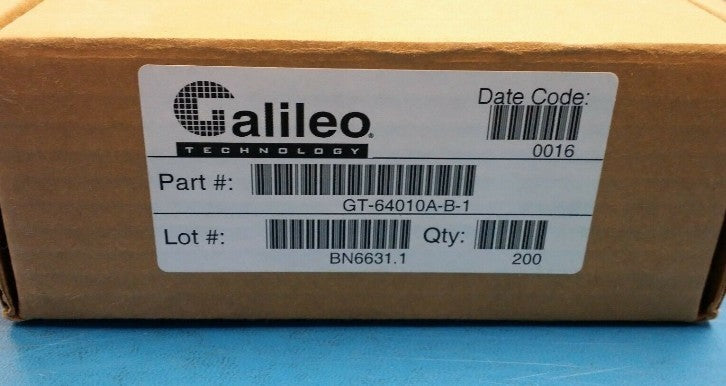 Galileo®
TECHNOLOGY
Date Code:
0016
Part #:
GT-64010A-B-1
Lot #:
BN6631.1
Qty:
200